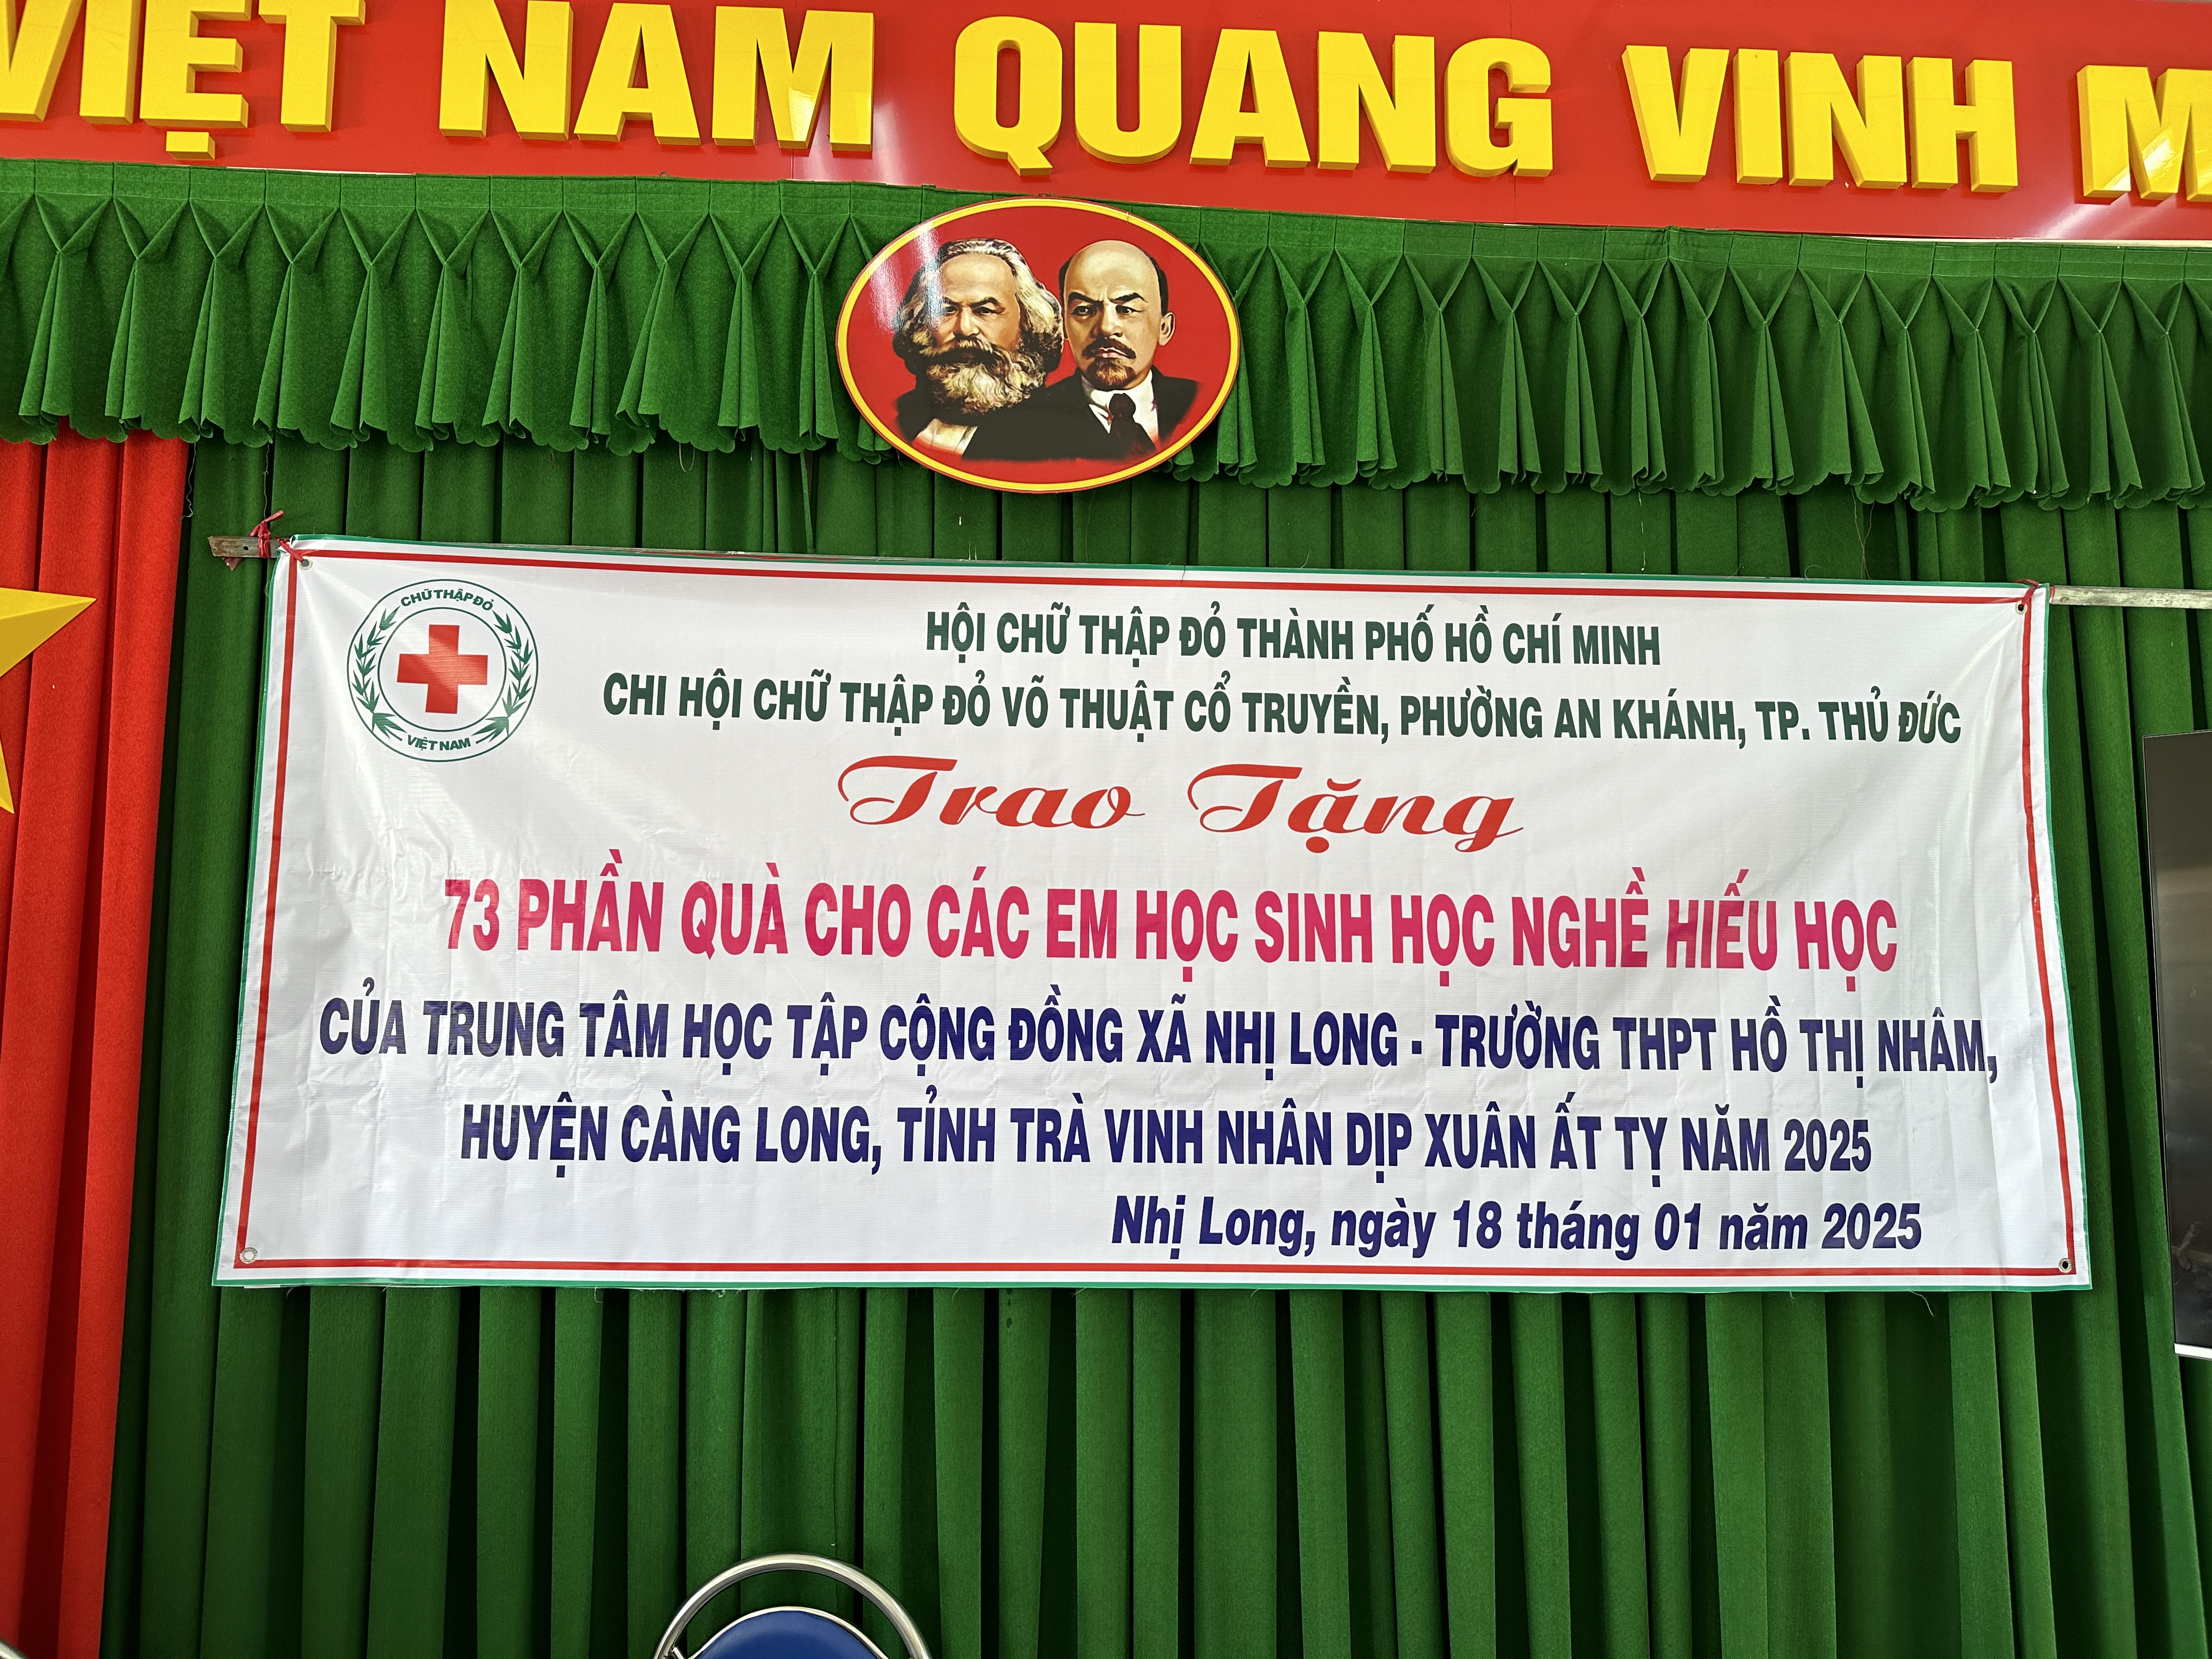 VIỆT NAM QUANG VINH M
CHỮ THẬP ĐỎ
VIỆT NAM
HỘI CHỮ THẬP ĐỎ THÀNH PHỐ HỒ CHÍ MINH
CHI HỘI CHỮ THẬP ĐỎ VÕ THUẬT CỔ TRUYỀN, PHƯỜNG AN KHÁNH, TP. THỦ ĐỨC
Trao Tặng
73 PHẦN QUÀ CHO CÁC EM HỌC SINH HỌC NGHỀ HIẾU HỌC
CỦA TRUNG TÂM HỌC TẬP CỘNG ĐỒNG XÃ NHỊ LONG - TRƯỜNG THPT HỒ THỊ NHÂM,
HUYỆN CÀNG LONG, TỈNH TRÀ VINH NHÂN DỊP XUÂN ẤT TỴ NĂM 2025
Nhị Long, ngày 18 tháng 01 năm 2025